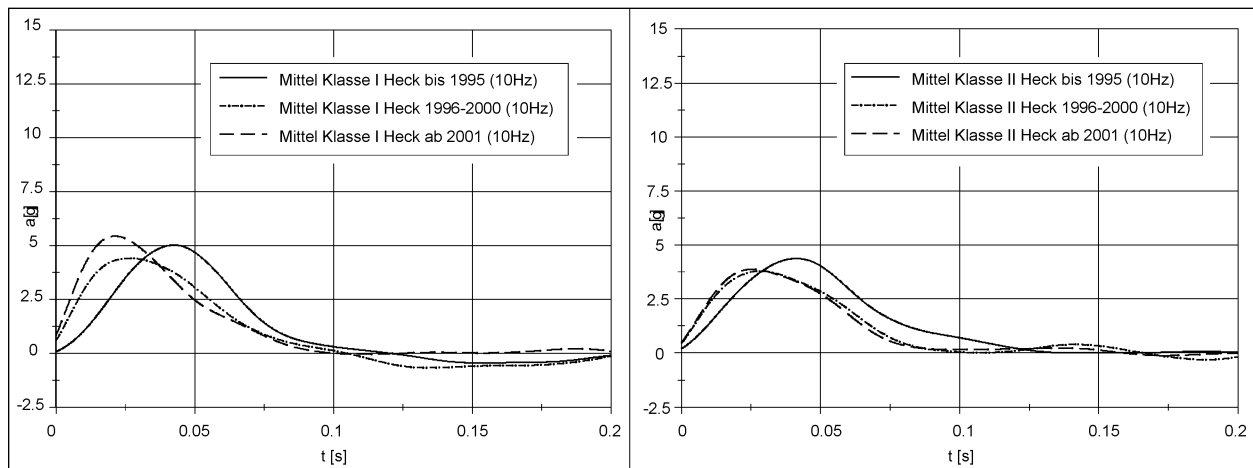 15
12.5
10
7.5
5
2.5
0
-2.5
a[g]
Mittel Klasse I Heck bis 1995 (10Hz)
Mittel Klasse I Heck 1996-2000 (10Hz)
Mittel Klasse I Heck ab 2001 (10Hz)
0 0.05 0.1 0.15 0.2
t [s]
15
12.5
10
7.5
5
2.5
0
-2.5
a[g]
Mittel Klasse II Heck bis 1995 (10Hz)
Mittel Klasse II Heck 1996-2000 (10Hz)
Mittel Klasse II Heck ab 2001 (10Hz)
0 0.05 0.1 0.15 0.2
t [s]